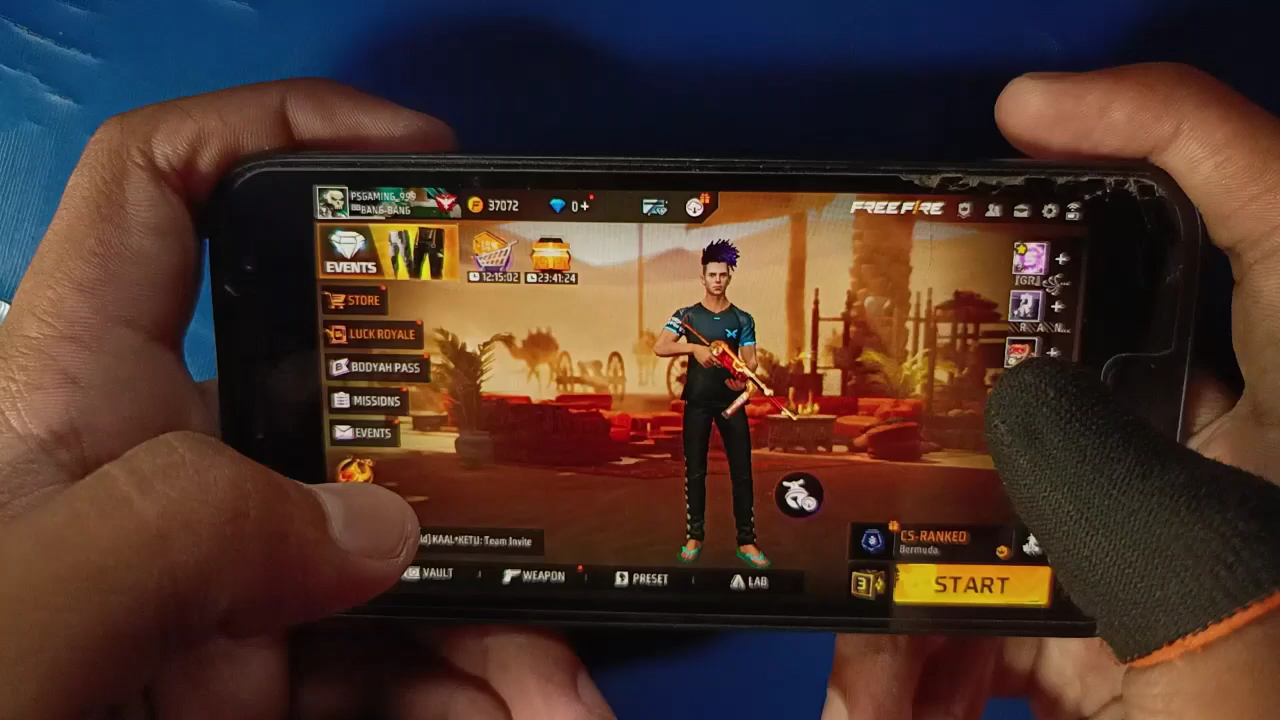 PSGAMING_999
BANG-BANG
37072
0+
FREE FIRE
EVENTS
12:15:02
23:41:24
STORE
LUCK ROYALE
BOOYAH PASS
MISSIONS
EVENTS
KAAL*KETU: Team Invite
VAULT
WEAPON
PRESET
LAB
CS-RANKED
Bermuda
3
START